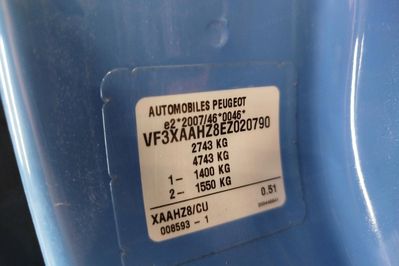 AUTOMOBILES PEUGEOT
e2*2007/46*0046*
VF3XAAHZ8EZ020790
2743 KG
4743 KG
1- 1400 KG
2- 1550 KG
XAAHZ8/CU 0.51
008593 - 1